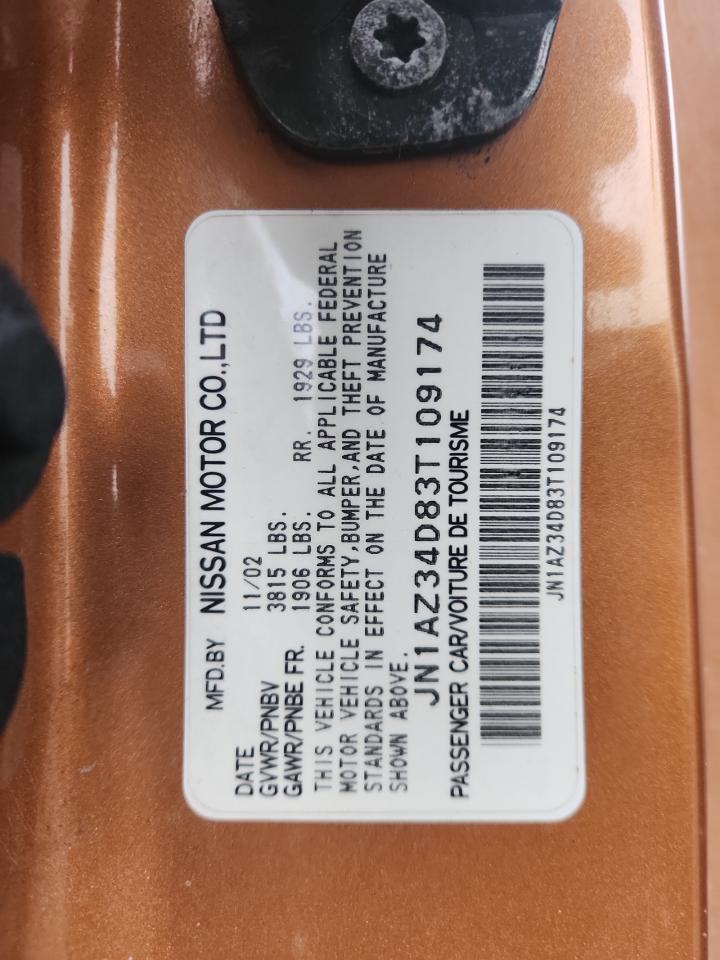 MFD.BY NISSAN MOTOR CO.,LTD
DATE 11/02
GVWR/PNBV 3815 LBS.
GAWR/PNBE FR. 1906 LBS. RR. 1929 LBS.
THIS VEHICLE CONFORMS TO ALL APPLICABLE FEDERAL
MOTOR VEHICLE SAFETY,BUMPER,AND THEFT PREVENTION
STANDARDS IN EFFECT ON THE DATE OF MANUFACTURE
SHOWN ABOVE.
JN1AZ34D83T109174
PASSENGER CAR/VOITURE DE TOURISME
JN1AZ34D83T109174